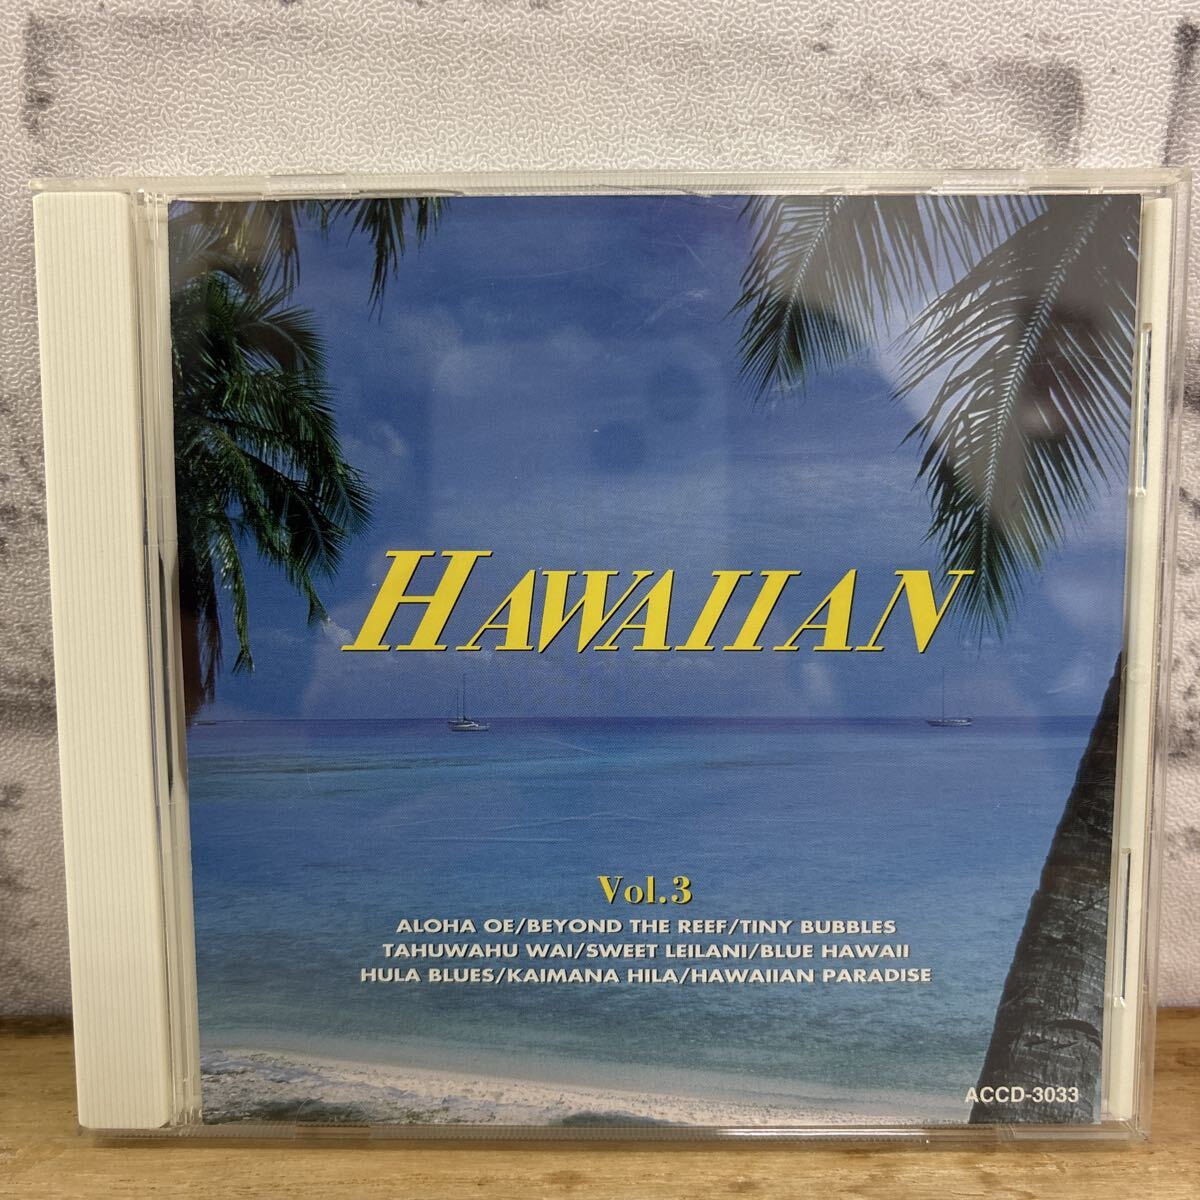 HAWAIIAN
Vol.3
ALOHA OE/BEYOND THE REEF/TINY BUBBLES
TAHUWAHU WAI/SWEET LEILANI/BLUE HAWAII
HULA BLUES/KAIMANA HILA/HAWAIIAN PARADISE
ACCD-3033